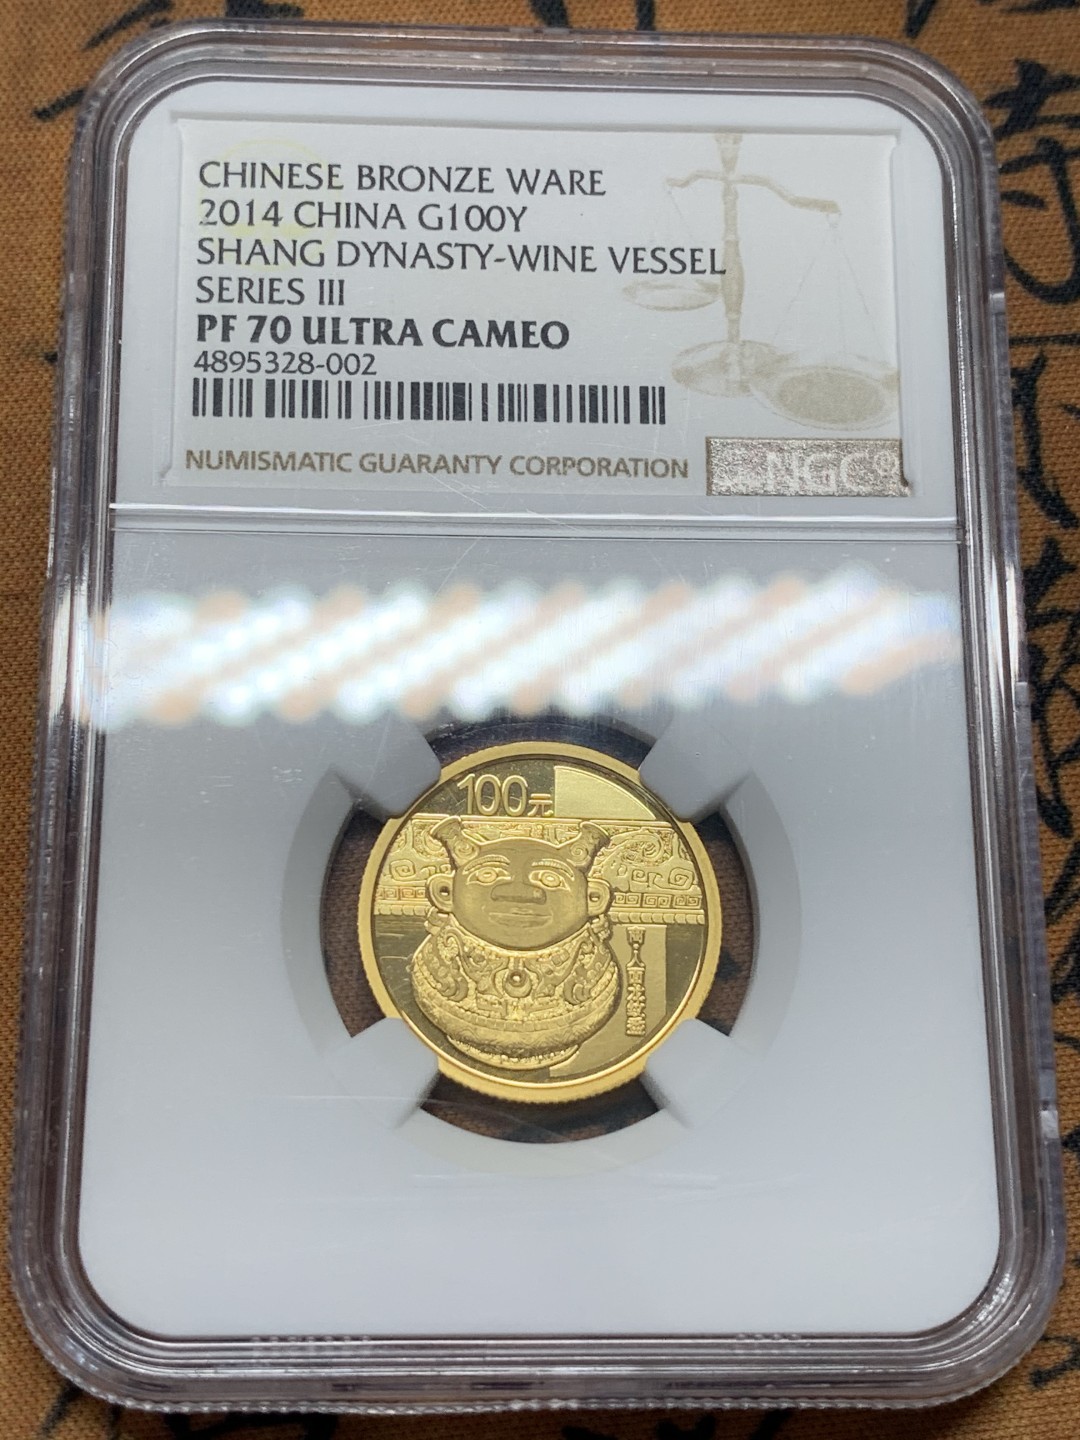 CHINESE BRONZE WARE
2014 CHINA G100Y
SHANG DYNASTY-WINE VESSEL
SERIES III
PF 70 ULTRA CAMEO
4895328-002
NUMISMATIC GUARANTY CORPORATION
NGC®
100元